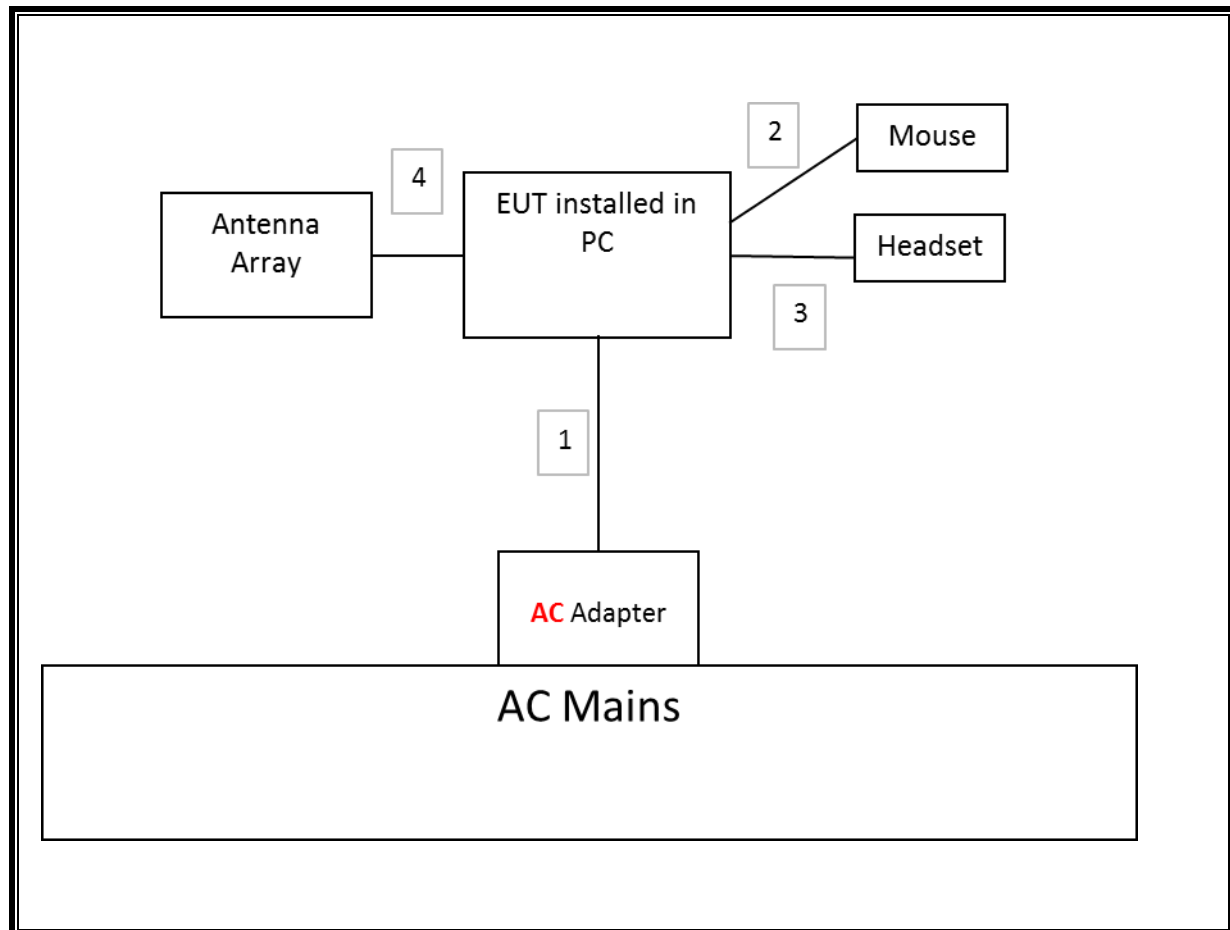 2
Mouse
4
EUT installed in
PC
Antenna
Array
Headset
3
1
AC Adapter
AC Mains